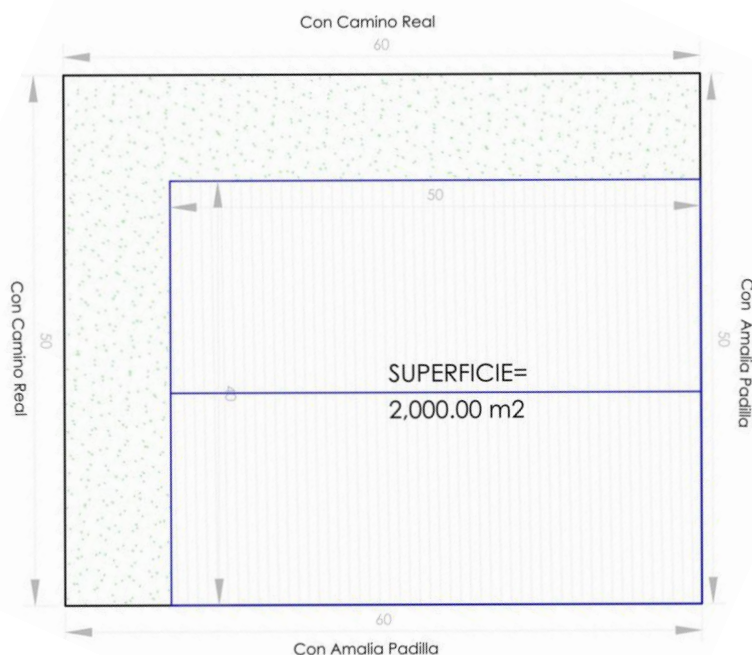 Con Camino Real
60
50
Con Camino Real
50
40
50
Con Amalia Padilla
SUPERFICIE=
2,000.00 m2
60
Con Amalia Padilla